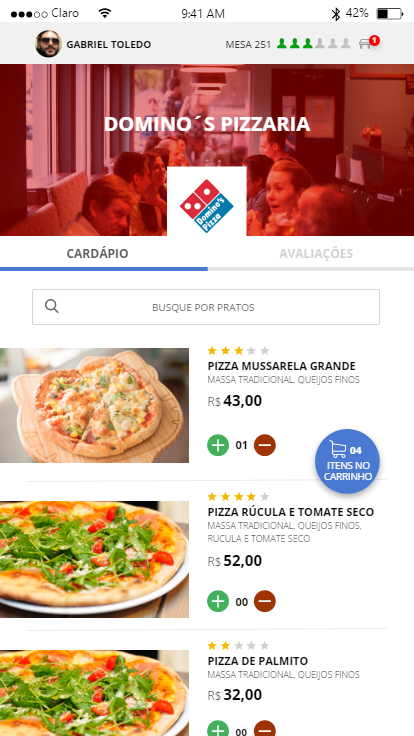 Claro 9:41 AM 42%
GABRIEL TOLEDO MESA 251 1
DOMINO´S PIZZARIA
Domino's
Pizza
CARDÁPIO AVALIAÇÕES
BUSQUE POR PRATOS
PIZZA MUSSARELA GRANDE
MASSA TRADICIONAL, QUEIJOS FINOS
R$ 43,00
01
04
ITENS NO
CARRINHO
PIZZA RÚCULA E TOMATE SECO
MASSA TRADICIONAL, QUEIJOS FINOS,
RUCULA E TOMATE SECO
R$ 52,00
00
PIZZA DE PALMITO
MASSA TRADICIONAL, QUEIJOS FINOS
R$ 32,00
00